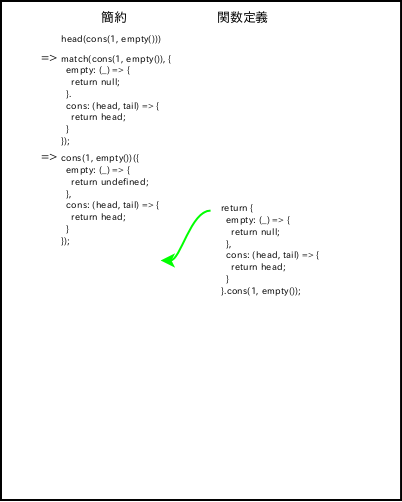 簡約
関数定義
head(cons(1, empty()))
=> match(cons(1, empty()), {
empty: (_) => {
return null;
}.
cons: (head, tail) => {
return head;
}
});
=> cons(1, empty())({
empty: (_) => {
return undefined;
},
cons: (head, tail) => {
return head;
}
});
return {
empty: (_) => {
return null;
},
cons: (head, tail) => {
return head;
}
}.cons(1, empty());